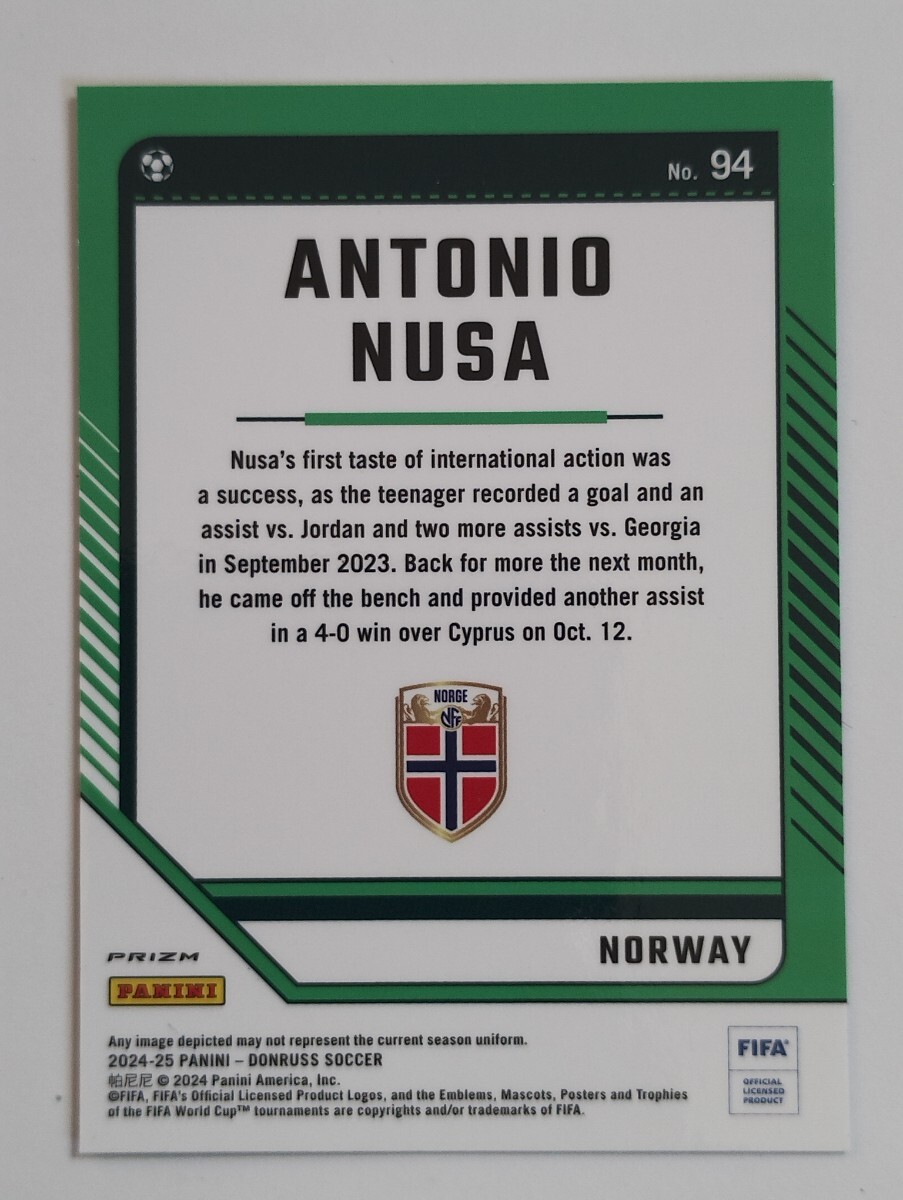 No. 94
ANTONIO
NUSA
Nusa's first taste of international action was
a success, as the teenager recorded a goal and an
assist vs. Jordan and two more assists vs. Georgia
in September 2023. Back for more the next month,
he came off the bench and provided another assist
in a 4-0 win over Cyprus on Oct. 12.
NORGE
NFF
NORWAY
PRIZM
PANINI
Any image depicted may not represent the current season uniform.
2024-25 PANINI – DONRUSS SOCCER
帕尼尼 © 2024 Panini America, Inc.
©FIFA, FIFA's Official Licensed Product Logos, and the Emblems, Mascots, Posters and Trophies
of the FIFA World Cup™ tournaments are copyrights and/or trademarks of FIFA.
FIFA®
OFFICIAL
LICENSED
PRODUCT